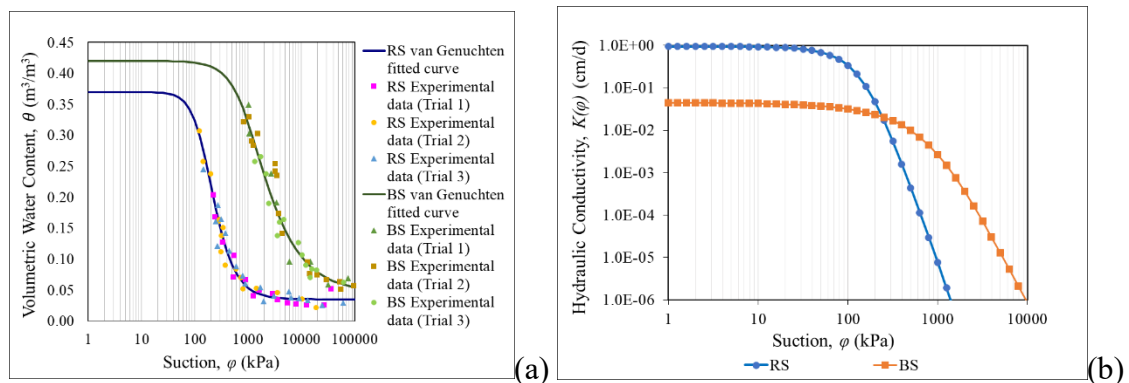 0.45
0.40
0.35
0.30
0.25
0.20
0.15
0.10
0.05
0.00
Volumetric Water Content, θ (m³/m³)
1 10 100 1000 10000 100000
Suction, φ (kPa)
RS van Genuchten
fitted curve
RS Experimental
data (Trial 1)
RS Experimental
data (Trial 2)
RS Experimental
data (Trial 3)
BS van Genuchten
fitted curve
BS Experimental
data (Trial 1)
BS Experimental
data (Trial 2)
BS Experimental
data (Trial 3)
(a)
1.0E+00
1.0E-01
1.0E-02
1.0E-03
1.0E-04
1.0E-05
1.0E-06
Hydraulic Conductivity, K(φ) (cm/d)
1 10 100 1000 10000
Suction, φ (kPa)
RS BS
(b)